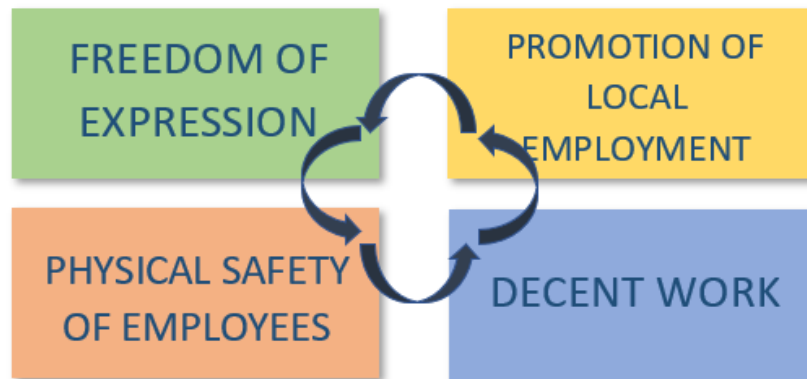 FREEDOM OF
EXPRESSION
PROMOTION OF
LOCAL
EMPLOYMENT
PHYSICAL SAFETY
OF EMPLOYEES
DECENT WORK